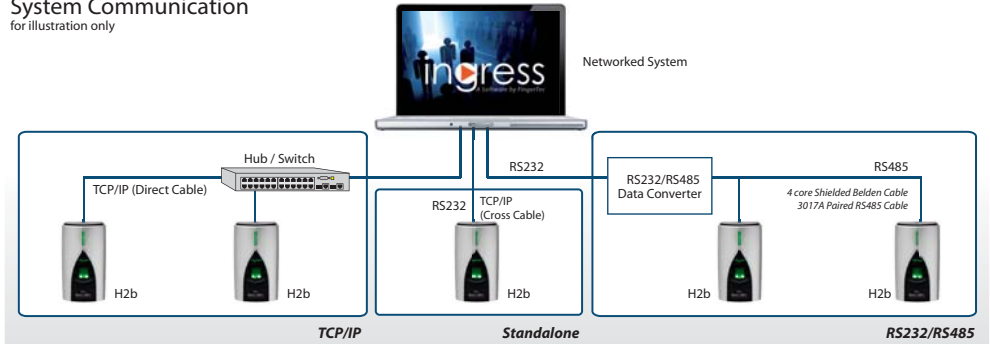 System Communication
for illustration only
ingress
A Software by FingerTec
Networked System
Hub / Switch
TCP/IP (Direct Cable)
H2b
H2b
RS232
TCP/IP
(Cross Cable)
H2b
RS232
RS232/RS485
Data Converter
RS485
4 core Shielded Belden Cable
3017A Paired RS485 Cable
H2b
H2b
TCP/IP
Standalone
RS232/RS485